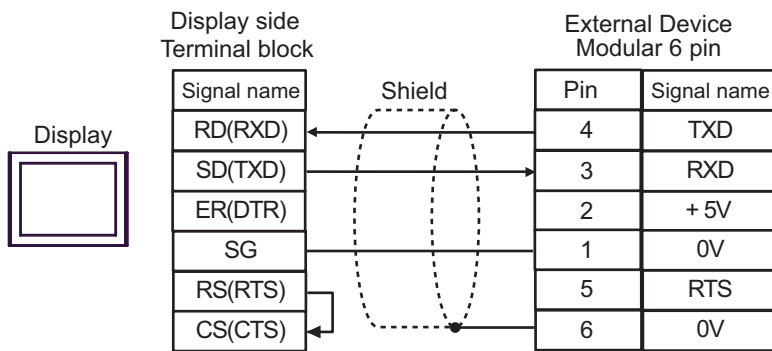 Display side
Terminal block
External Device
Modular 6 pin
Signal name
Shield
Pin
Signal name
Display
RD(RXD)
4
TXD
SD(TXD)
3
RXD
ER(DTR)
2
+ 5V
SG
1
0V
RS(RTS)
5
RTS
CS(CTS)
6
0V